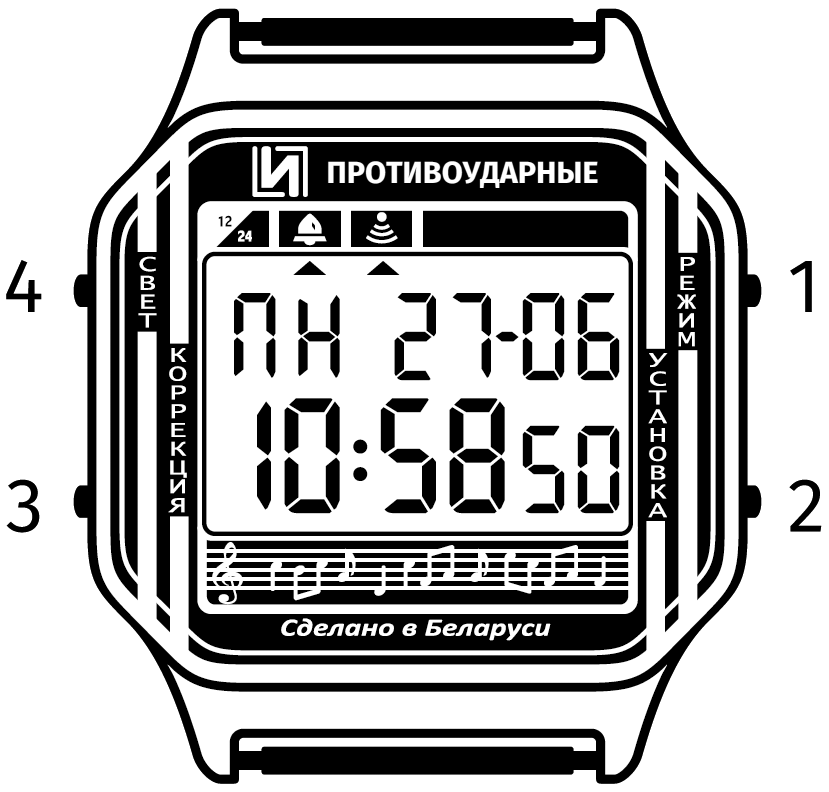 ПРОТИВОУДАРНЫЕ
12
24
4
СВЕТ
РЕЖИМ
1
ПН 27-06
КОРРЕКЦИЯ
УСТАНОВКА
10:58 50
3
2
Сделано в Беларуси